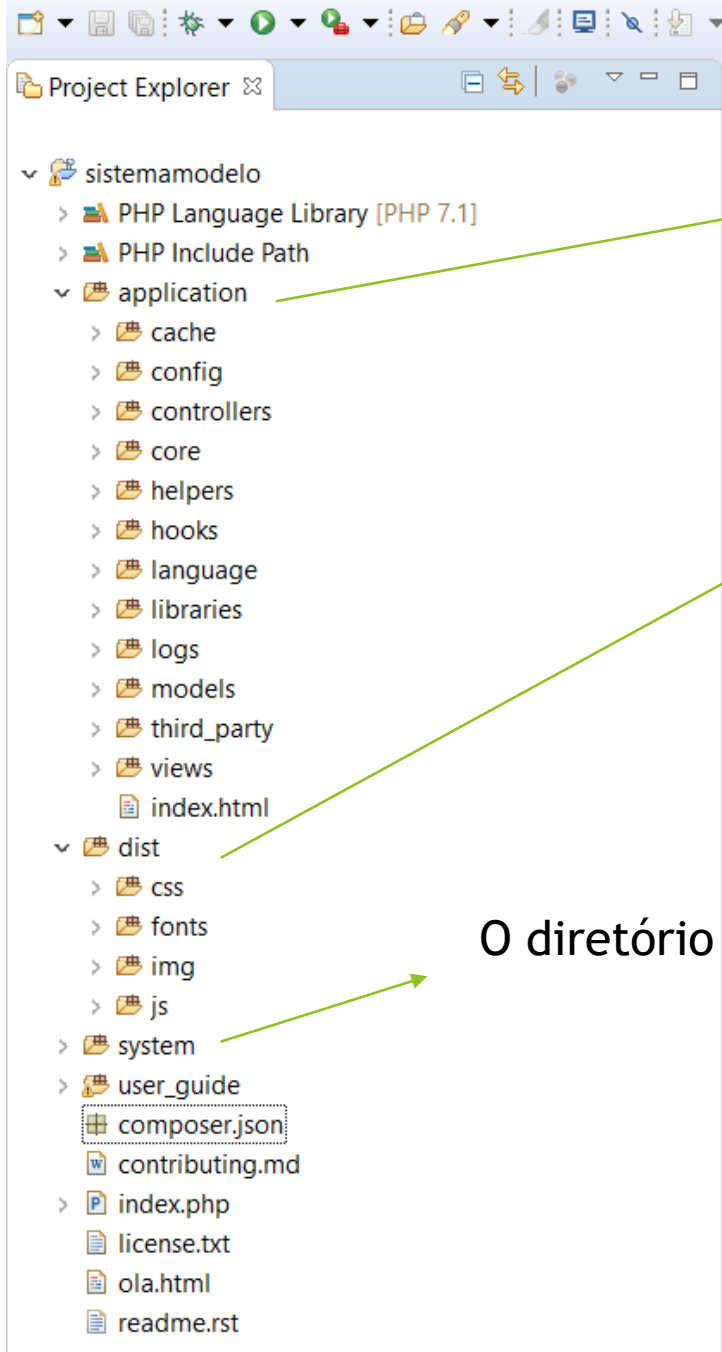 Project Explorer
sistemamodelo
PHP Language Library [PHP 7.1]
PHP Include Path
application
cache
config
controllers
core
helpers
hooks
language
libraries
logs
models
third_party
views
index.html
dist
css
fonts
img
js
O diretório
system
user_guide
composer.json
contributing.md
index.php
license.txt
ola.html
readme.rst